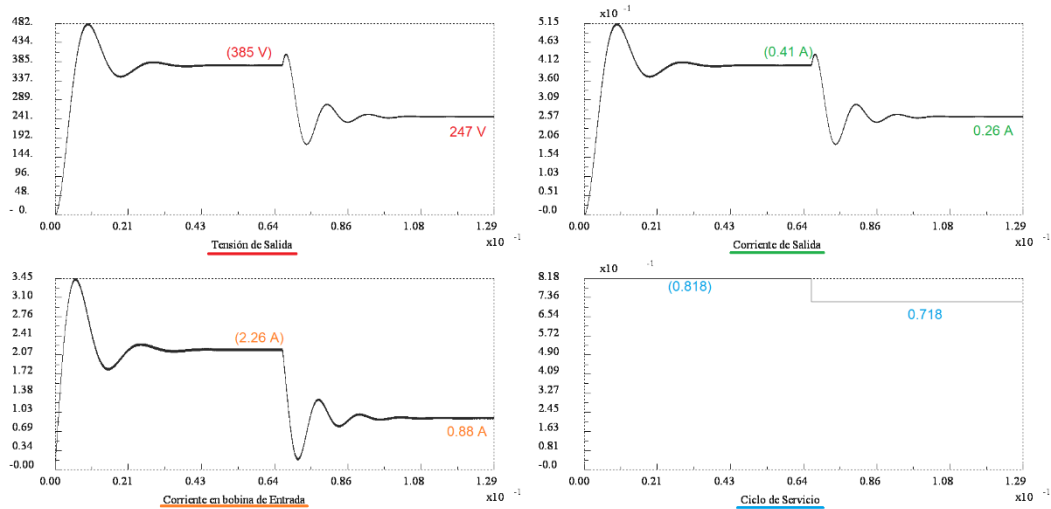 482.
434.
385.
337.
289.
241.
192.
145.
96.
48.
- 0.
(385 V)
247 V
0.00 0.21 0.43 0.64 0.86 1.08 1.29
x10 -1
Tensión de Salida
x10 -1
5.15
4.63
4.12
3.60
3.09
2.57
2.06
1.54
1.03
0.51
-0.0
(0.41 A)
0.26 A
0.00 0.21 0.43 0.64 0.86 1.08 1.29
x10 -1
Corriente de Salida
3.45
3.10
2.76
2.41
2.07
1.72
1.38
1.03
0.69
0.34
-0.00
(2.26 A)
0.88 A
0.00 0.21 0.43 0.64 0.86 1.08 1.29
x10 -1
Corriente en bobina de Entrada
x10 -1
8.18
7.36
6.54
5.72
4.90
4.09
3.27
2.45
1.63
0.81
-0.0
(0.818)
0.718
0.00 0.21 0.43 0.64 0.86 1.08 1.29
x10 -1
Ciclo de Servicio